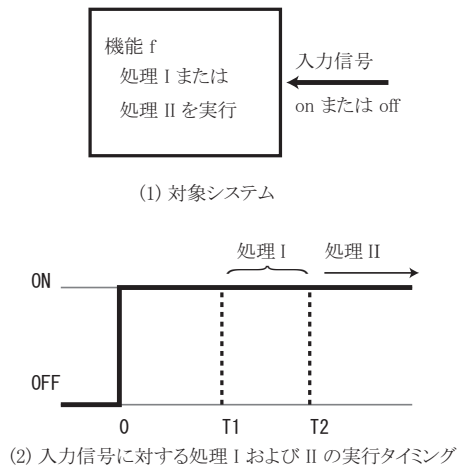 機能 f
処理 I または
処理 II を実行
入力信号
on または off
(1) 対象システム
処理 I
処理 II
ON
OFF
0
T1
T2
(2) 入力信号に対する処理 I および II の実行タイミング